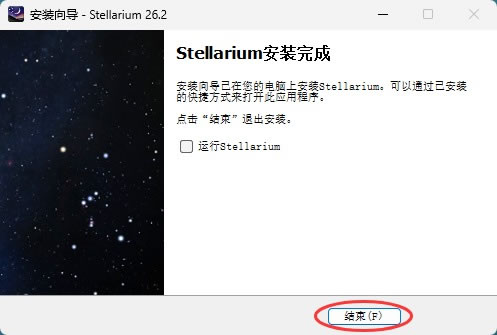 安装向导 - Stellarium 26.2
Stellarium安装完成
安装向导已在您的电脑上安装Stellarium。可以通过已安装
的快捷方式来打开此应用程序。
点击“结束”退出安装。
运行Stellarium
结束(F)